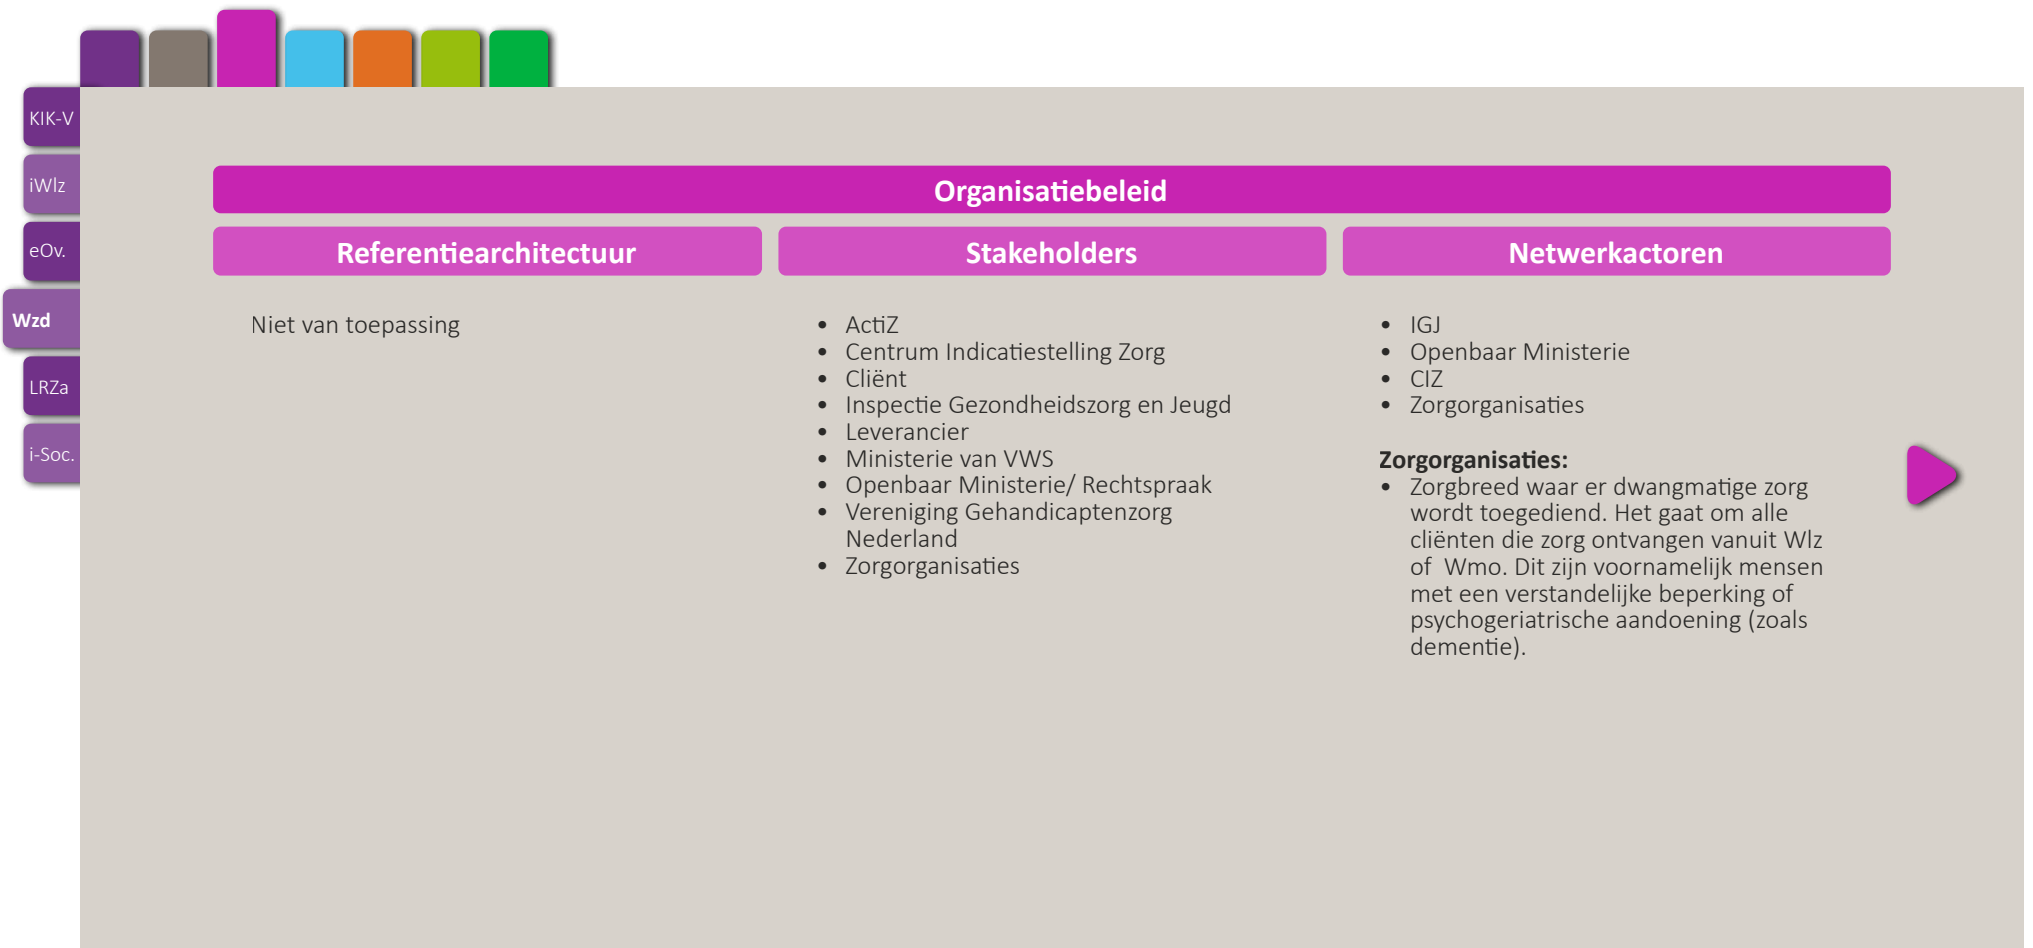 KIK-V
iWlz
eOv.
Wzd
LRZa
i-Soc.
Organisatiebeleid
Referentiearchitectuur
Niet van toepassing
Stakeholders
• ActiZ
• Centrum Indicatiestelling Zorg
• Cliënt
• Inspectie Gezondheidszorg en Jeugd
• Leverancier
• Ministerie van VWS
• Openbaar Ministerie/ Rechtspraak
• Vereniging Gehandicaptenzorg
Nederland
• Zorgorganisaties
Netwerkactoren
• IGJ
• Openbaar Ministerie
• CIZ
• Zorgorganisaties
Zorgorganisaties:
• Zorgbreed waar er dwangmatige zorg
wordt toegediend. Het gaat om alle
cliënten die zorg ontvangen vanuit Wlz
of  Wmo. Dit zijn voornamelijk mensen
met een verstandelijke beperking of
psychogeriatrische aandoening (zoals
dementie).